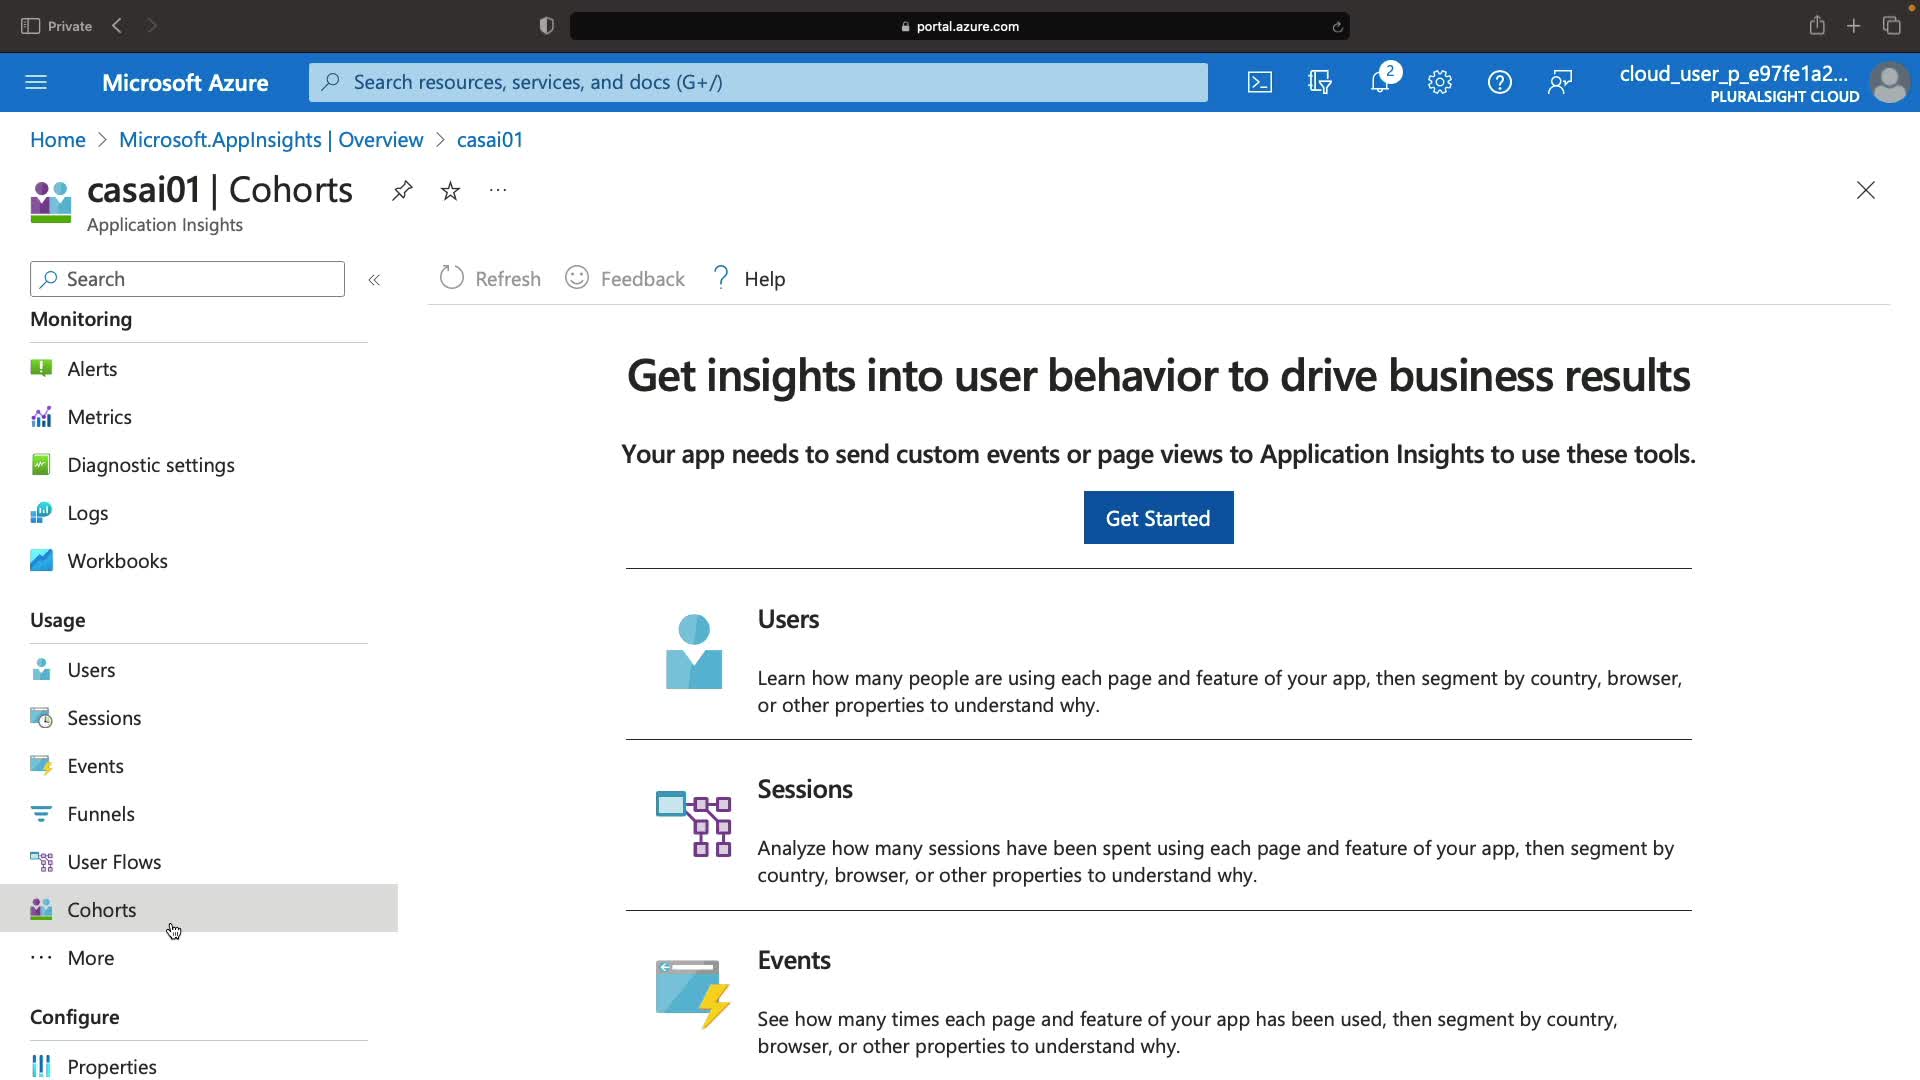 Private
portal.azure.com
Microsoft Azure
Search resources, services, and docs (G+/)
2
cloud_user_p_e97fe1a2...
PLURALSIGHT CLOUD
Home > Microsoft.AppInsights | Overview > casai01
casai01 | Cohorts
Application Insights
Search
Refresh
Feedback
? Help
Monitoring
Alerts
Metrics
Diagnostic settings
Logs
Workbooks
Usage
Users
Sessions
Events
Funnels
User Flows
Cohorts
More
Configure
Properties
Get insights into user behavior to drive business results
Your app needs to send custom events or page views to Application Insights to use these tools.
Get Started
Users
Learn how many people are using each page and feature of your app, then segment by country, browser,
or other properties to understand why.
Sessions
Analyze how many sessions have been spent using each page and feature of your app, then segment by
country, browser, or other properties to understand why.
Events
See how many times each page and feature of your app has been used, then segment by country,
browser, or other properties to understand why.